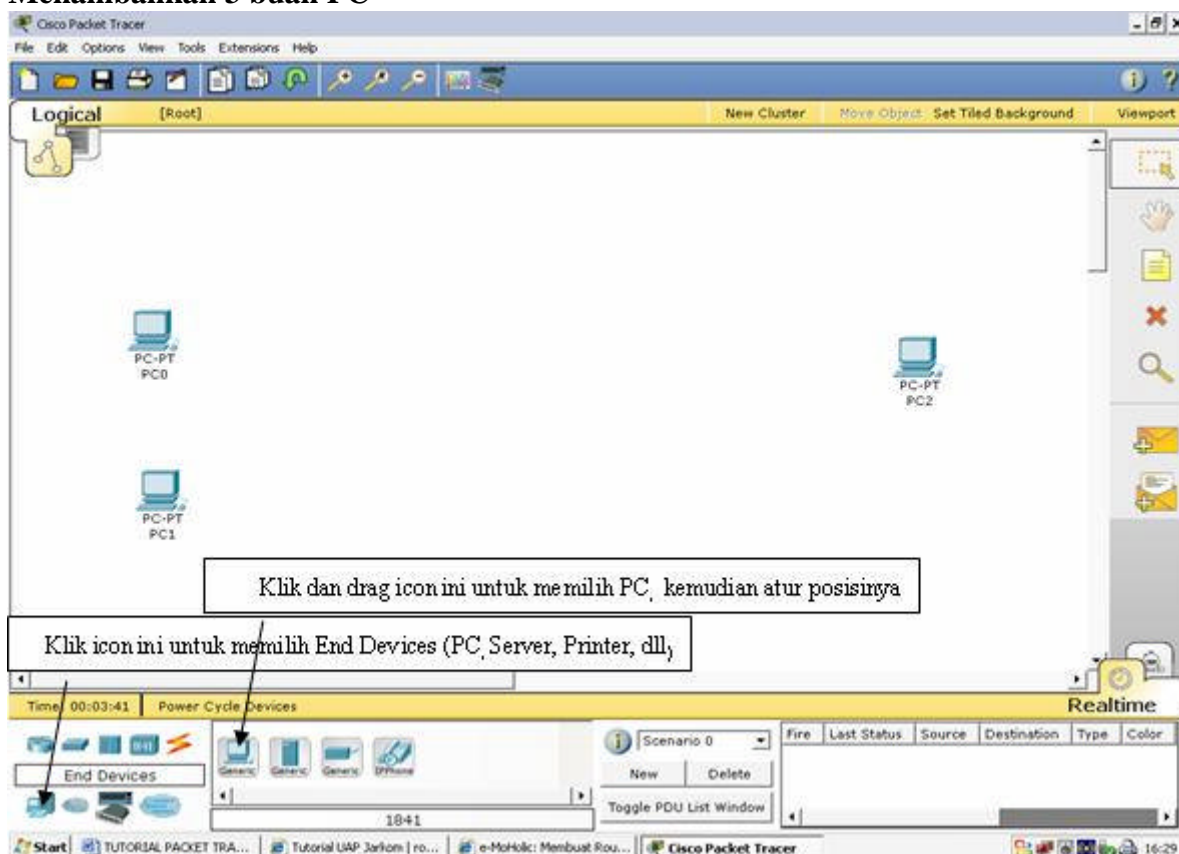 Menambahkan 3 buah PC
Cisco Packet Tracer
File Edit Options View Tools Extensions Help
Logical [Root] New Cluster Move Object Set Tiled Background Viewport
PC-PT
PC0
PC-PT
PC2
PC-PT
PC1
Klik dan drag icon ini untuk memilih PC, kemudian atur posisinya
Klik icon ini untuk memilih End Devices (PC, Server, Printer, dll)
Time: 00:03:41 Power Cycle Devices Realtime
End Devices
Generic Generic Generic IPPhone
1841
Scenario 0
New Delete
Toggle PDU List Window
Fire Last Status Source Destination Type Color
Start TUTORIAL PACKET TRA... Tutorial UAP Jarkom | ro... e-MoHolic: Membuat Rou... Cisco Packet Tracer 16:29